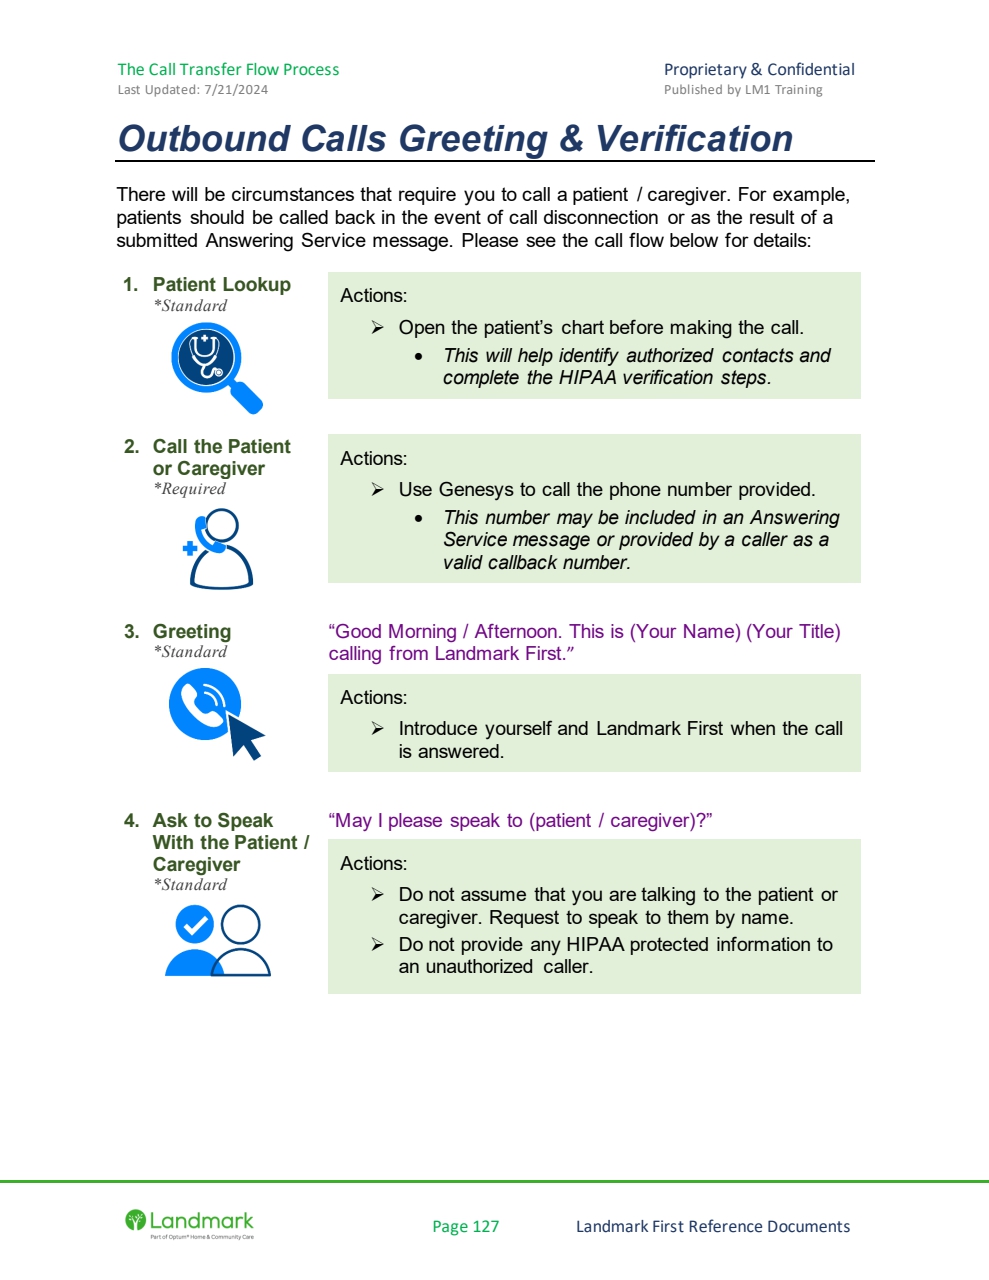 The Call Transfer Flow Process
Proprietary & Confidential
Last Updated: 7/21/2024
Published by LM1 Training
Outbound Calls Greeting & Verification
There will be circumstances that require you to call a patient / caregiver. For example,
patients should be called back in the event of call disconnection or as the result of a
submitted Answering Service message. Please see the call flow below for details:
1. Patient Lookup
*Standard
Actions:
➢ Open the patient’s chart before making the call.
• This will help identify authorized contacts and
complete the HIPAA verification steps.
2. Call the Patient
or Caregiver
*Required
Actions:
➢ Use Genesys to call the phone number provided.
• This number may be included in an Answering
Service message or provided by a caller as a
valid callback number.
3. Greeting
*Standard
“Good Morning / Afternoon. This is (Your Name) (Your Title)
calling from Landmark First.”
Actions:
➢ Introduce yourself and Landmark First when the call
is answered.
4. Ask to Speak
With the Patient /
Caregiver
*Standard
“May I please speak to (patient / caregiver)?”
Actions:
➢ Do not assume that you are talking to the patient or
caregiver. Request to speak to them by name.
➢ Do not provide any HIPAA protected information to
an unauthorized caller.
Landmark
Part of Optum® Home & Community Care
Page 127
Landmark First Reference Documents